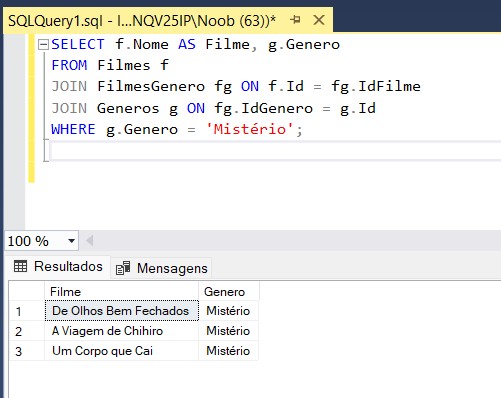 SQLQuery1.sql - l...NQV25IP\Noob (63))*
SELECT f.Nome AS Filme, g.Genero
FROM Filmes f
JOIN FilmesGenero fg ON f.Id = fg.IdFilme
JOIN Generos g ON fg.IdGenero = g.Id
WHERE g.Genero = 'Mistério';
100 %
Resultados Mensagens
Filme Genero
1 De Olhos Bem Fechados Mistério
2 A Viagem de Chihiro Mistério
3 Um Corpo que Cai Mistério